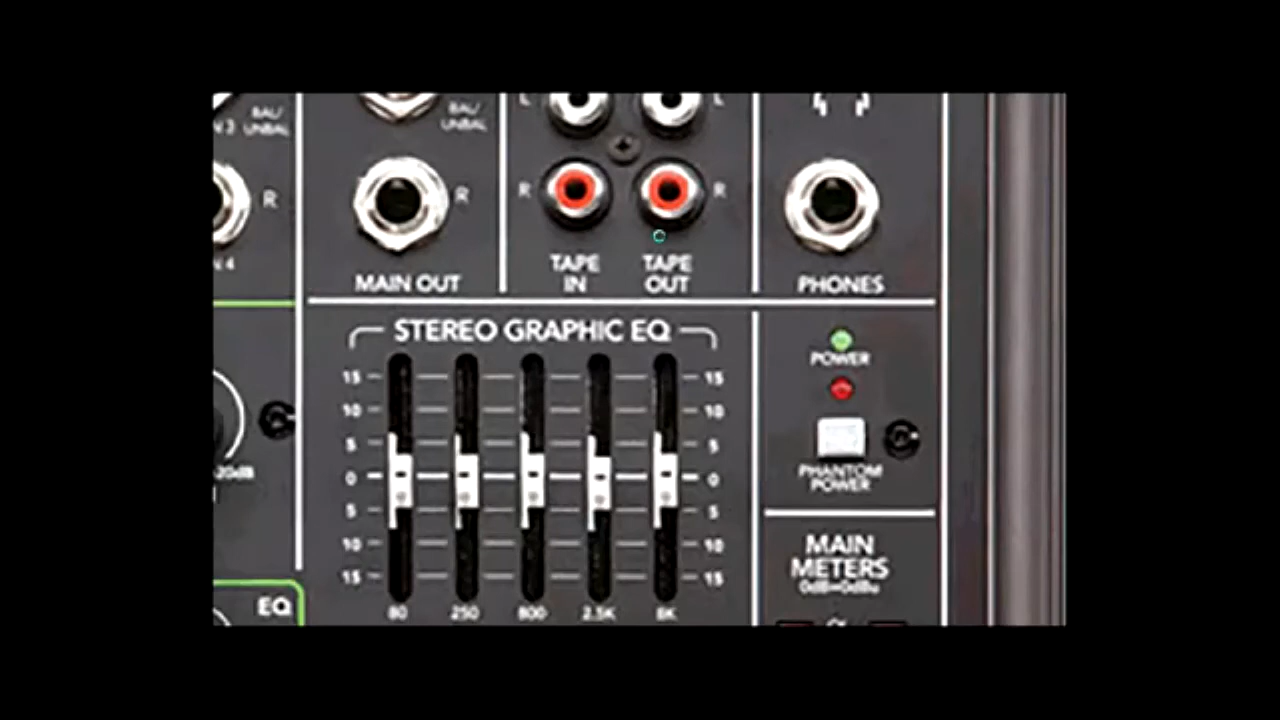 BAL/
UNBAL
BAL/
UNBAL
L
L
R
R
R
R
MAIN OUT
TAPE
IN
TAPE
OUT
PHONES
STEREO GRAPHIC EQ
15 15
10 10
5 5
0 0
5 5
10 10
15 15
80 250 800 2.5K 8K
POWER
PHANTOM
POWER
MAIN
METERS
0dB=0dBu
EQ